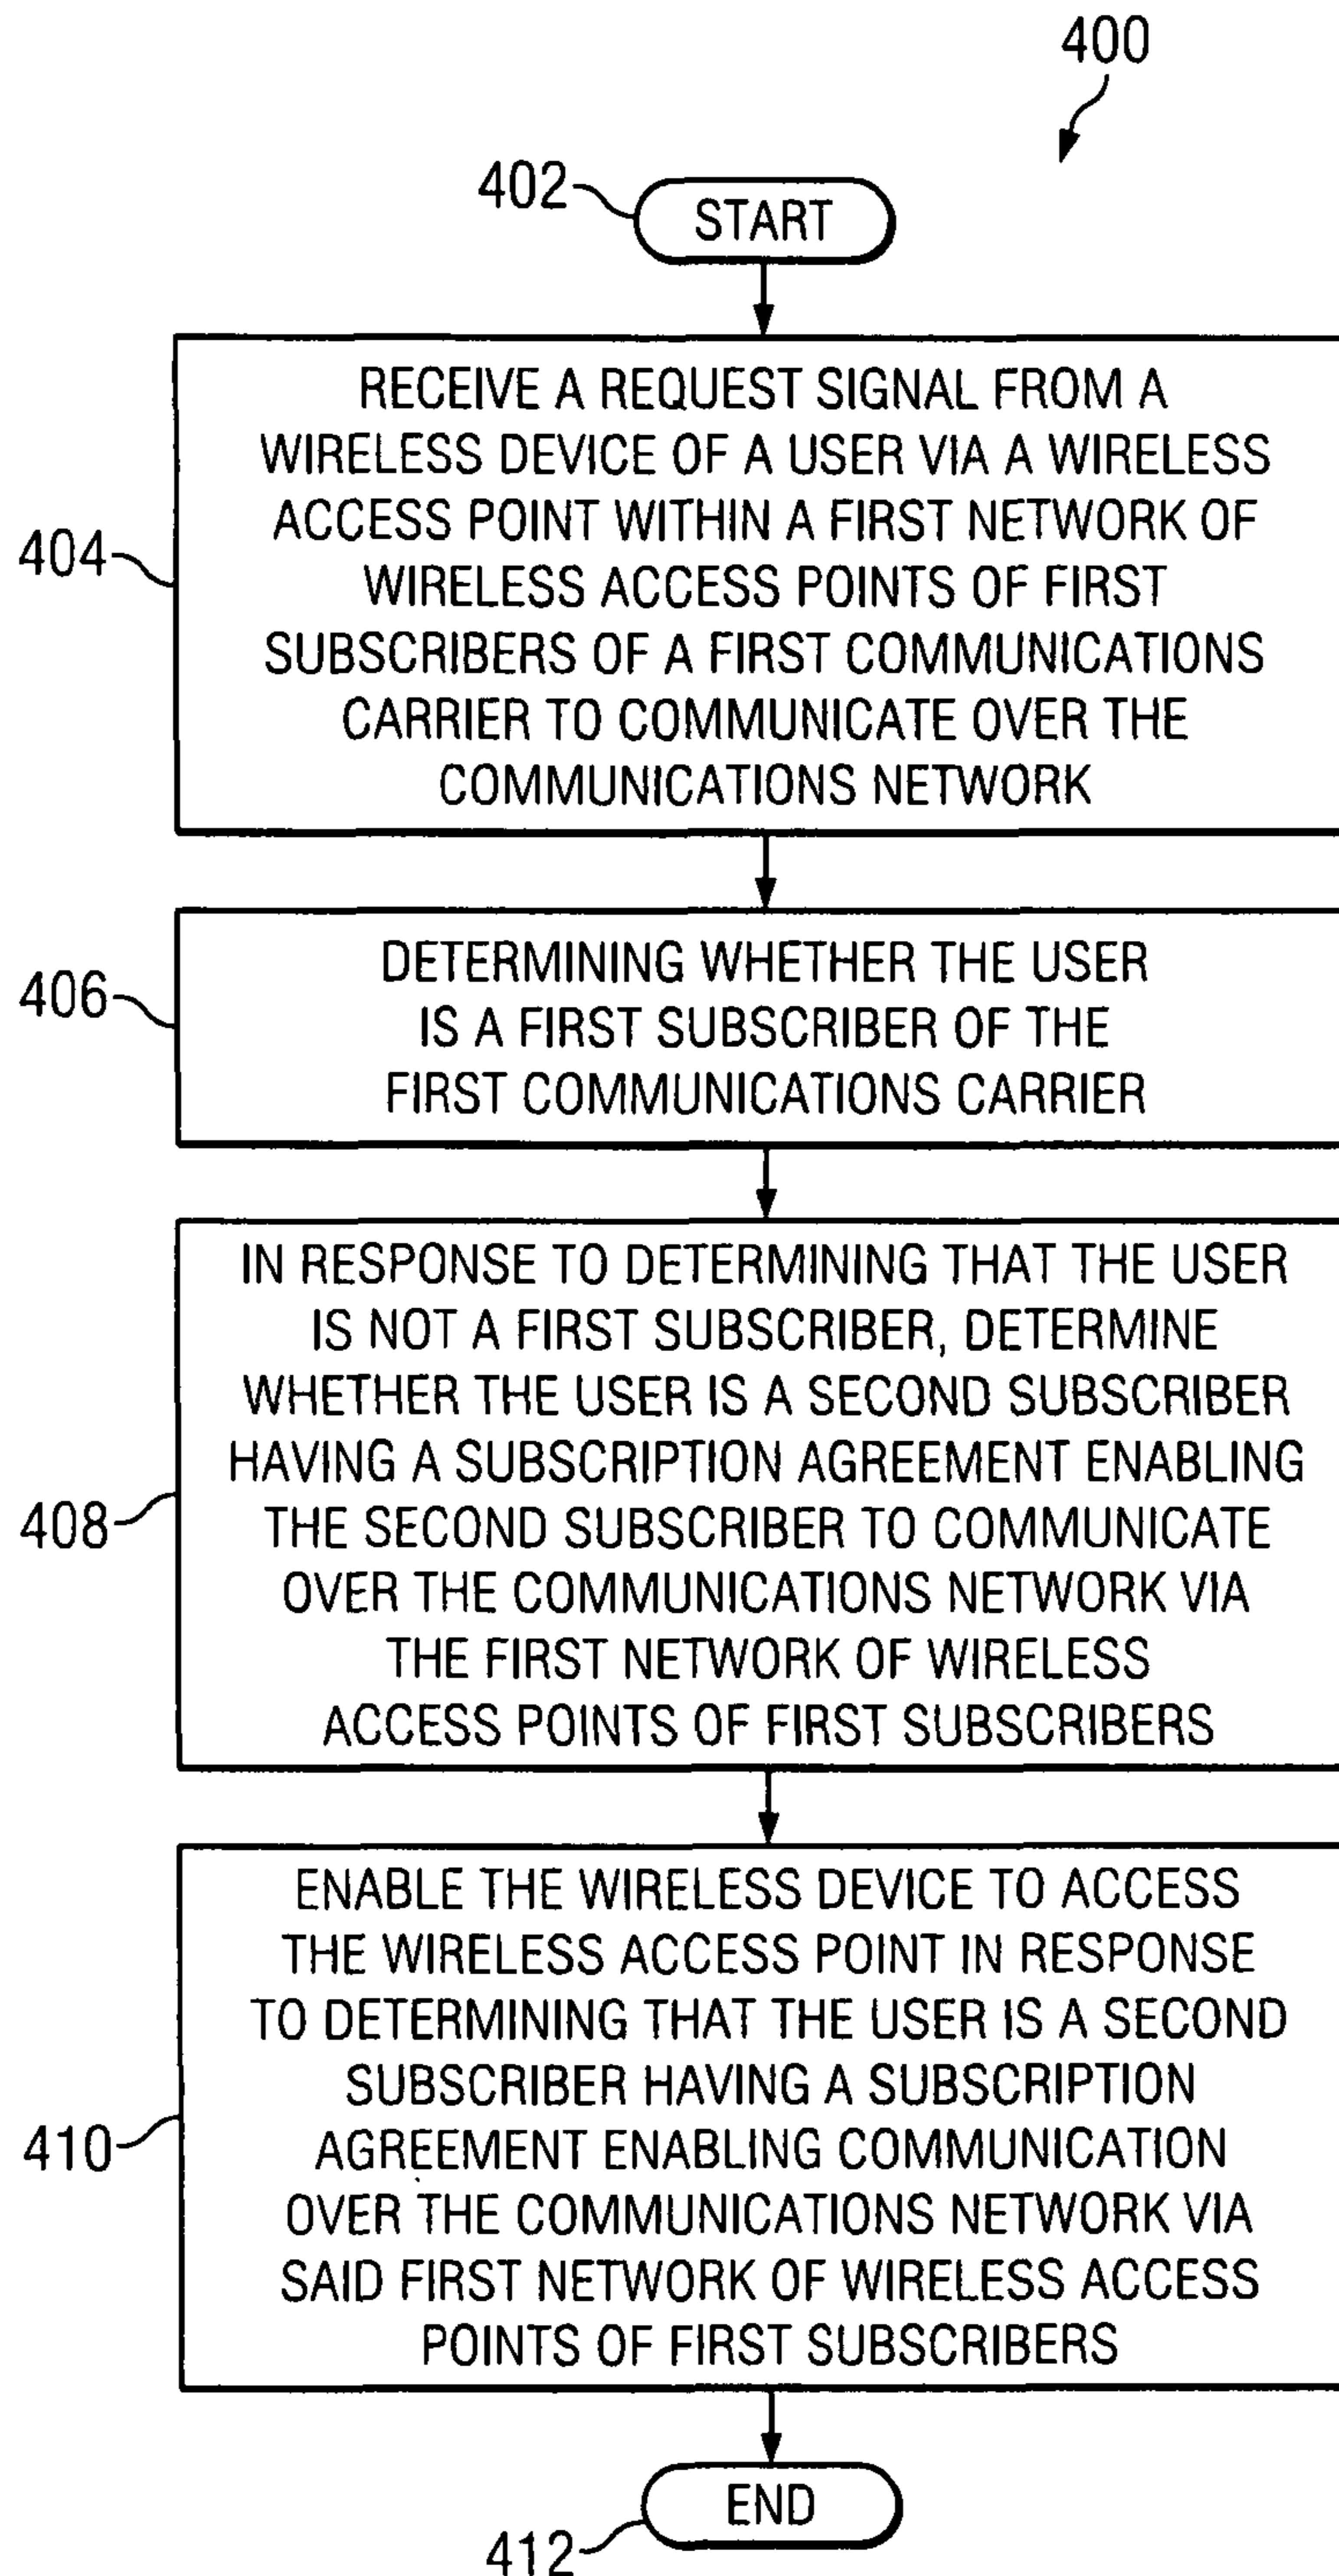 400
402
START
RECEIVE A REQUEST SIGNAL FROM A
WIRELESS DEVICE OF A USER VIA A WIRELESS
ACCESS POINT WITHIN A FIRST NETWORK OF
WIRELESS ACCESS POINTS OF FIRST
SUBSCRIBERS OF A FIRST COMMUNICATIONS
CARRIER TO COMMUNICATE OVER THE
COMMUNICATIONS NETWORK
404
DETERMINING WHETHER THE USER
IS A FIRST SUBSCRIBER OF THE
FIRST COMMUNICATIONS CARRIER
406
IN RESPONSE TO DETERMINING THAT THE USER
IS NOT A FIRST SUBSCRIBER, DETERMINE
WHETHER THE USER IS A SECOND SUBSCRIBER
HAVING A SUBSCRIPTION AGREEMENT ENABLING
THE SECOND SUBSCRIBER TO COMMUNICATE
OVER THE COMMUNICATIONS NETWORK VIA
THE FIRST NETWORK OF WIRELESS
ACCESS POINTS OF FIRST SUBSCRIBERS
408
ENABLE THE WIRELESS DEVICE TO ACCESS
THE WIRELESS ACCESS POINT IN RESPONSE
TO DETERMINING THAT THE USER IS A SECOND
SUBSCRIBER HAVING A SUBSCRIPTION
AGREEMENT ENABLING COMMUNICATION
OVER THE COMMUNICATIONS NETWORK VIA
SAID FIRST NETWORK OF WIRELESS ACCESS
POINTS OF FIRST SUBSCRIBERS
410
END
412